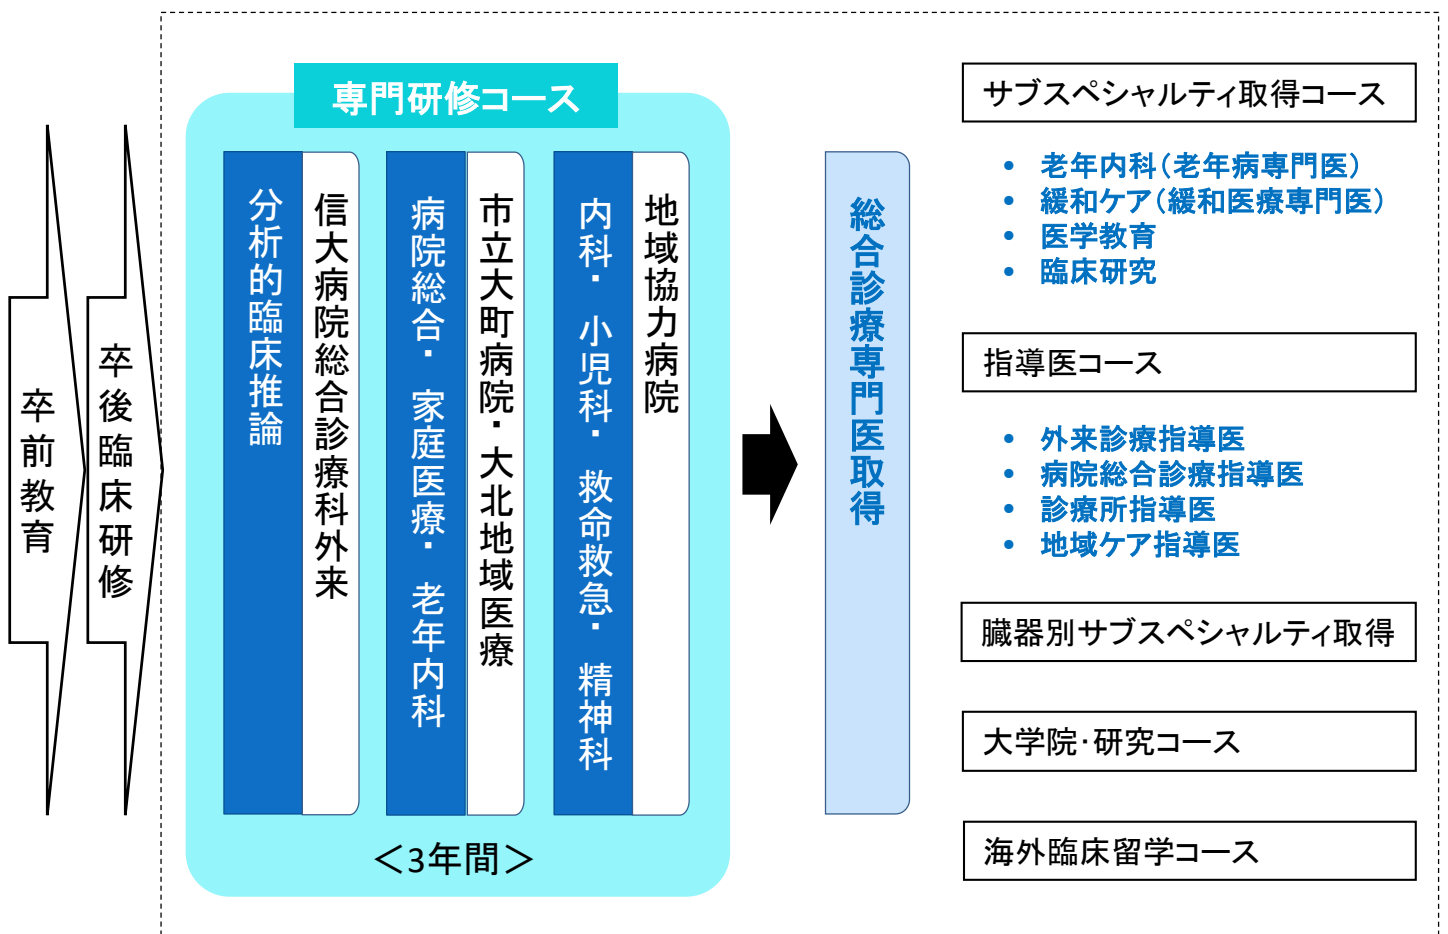 卒前教育
卒後臨床研修
専門研修コース
分析的臨床推論
信大病院総合診療科外来
病院総合・家庭医療・老年内科
市立大町病院・大北地域医療
内科・小児科・救命救急・精神科
地域協力病院
＜3年間＞
総合診療専門医取得
サブスペシャルティ取得コース
• 老年内科（老年病専門医）
• 緩和ケア（緩和医療専門医）
• 医学教育
• 臨床研究
指導医コース
• 外来診療指導医
• 病院総合診療指導医
• 診療所指導医
• 地域ケア指導医
臓器別サブスペシャルティ取得
大学院・研究コース
海外臨床留学コース